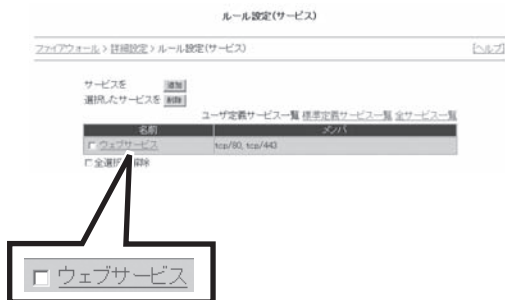 ルール設定(サービス)
ファイアウォール > 詳細設定 > ルール設定(サービス) [ヘルプ]
サービスを 追加
選択したサービスを 削除
ユーザ定義サービス一覧 標準定義サービス一覧 全サービス一覧
名前 メンバ
ウェブサービス tcp/80, tcp/443
全選択 解除
ウェブサービス